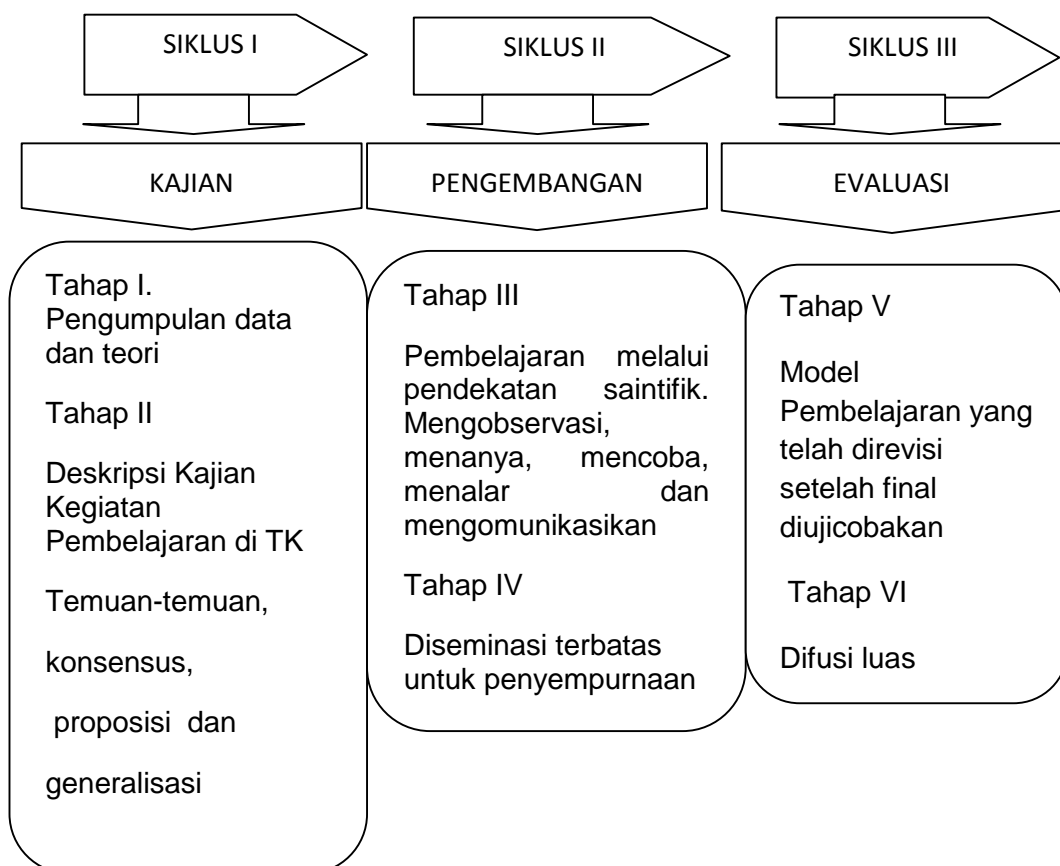 SIKLUS I
SIKLUS II
SIKLUS III
KAJIAN
PENGEMBANGAN
EVALUASI
Tahap I.
Pengumpulan data
dan teori
Tahap II
Deskripsi Kajian
Kegiatan
Pembelajaran di TK
Temuan-temuan,
konsensus,
proposisi dan
generalisasi
Tahap III
Pembelajaran melalui
pendekatan saintifik.
Mengobservasi,
menanya, mencoba,
menalar dan
mengomunikasikan
Tahap IV
Diseminasi terbatas
untuk penyempurnaan
Tahap V
Model
Pembelajaran yang
telah direvisi
setelah final
diujicobakan
Tahap VI
Difusi luas